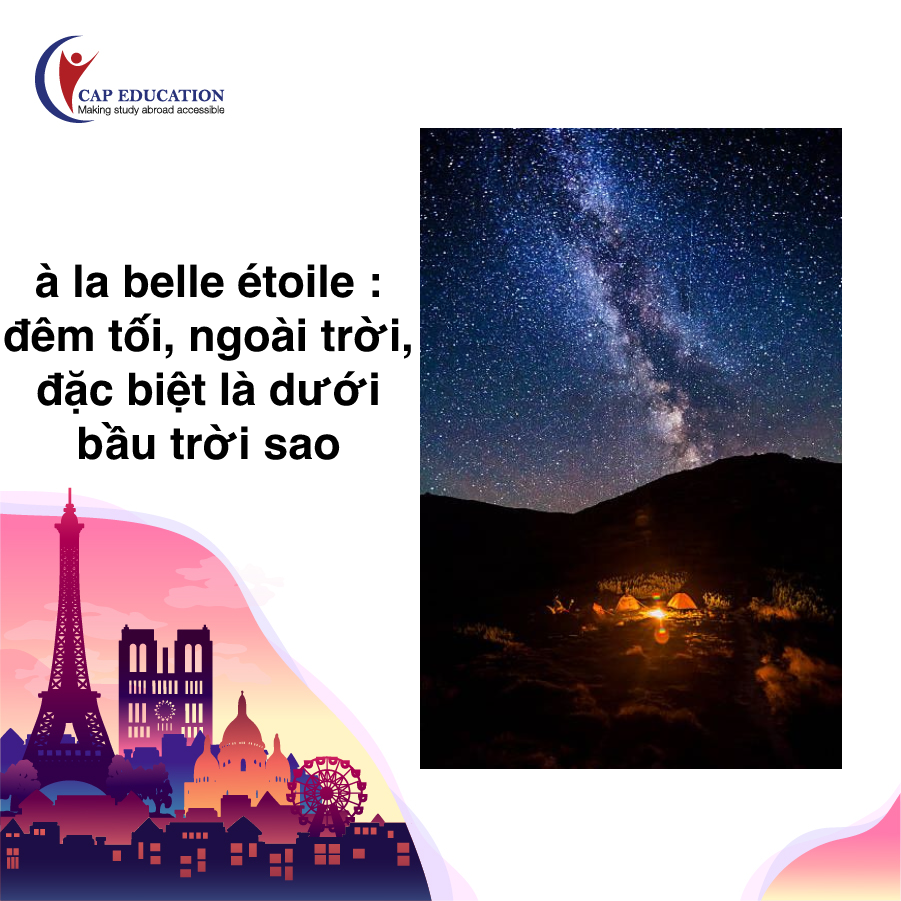 CAP EDUCATION
Making study abroad accessible
à la belle étoile :
đêm tối, ngoài trời,
đặc biệt là dưới
bầu trời sao